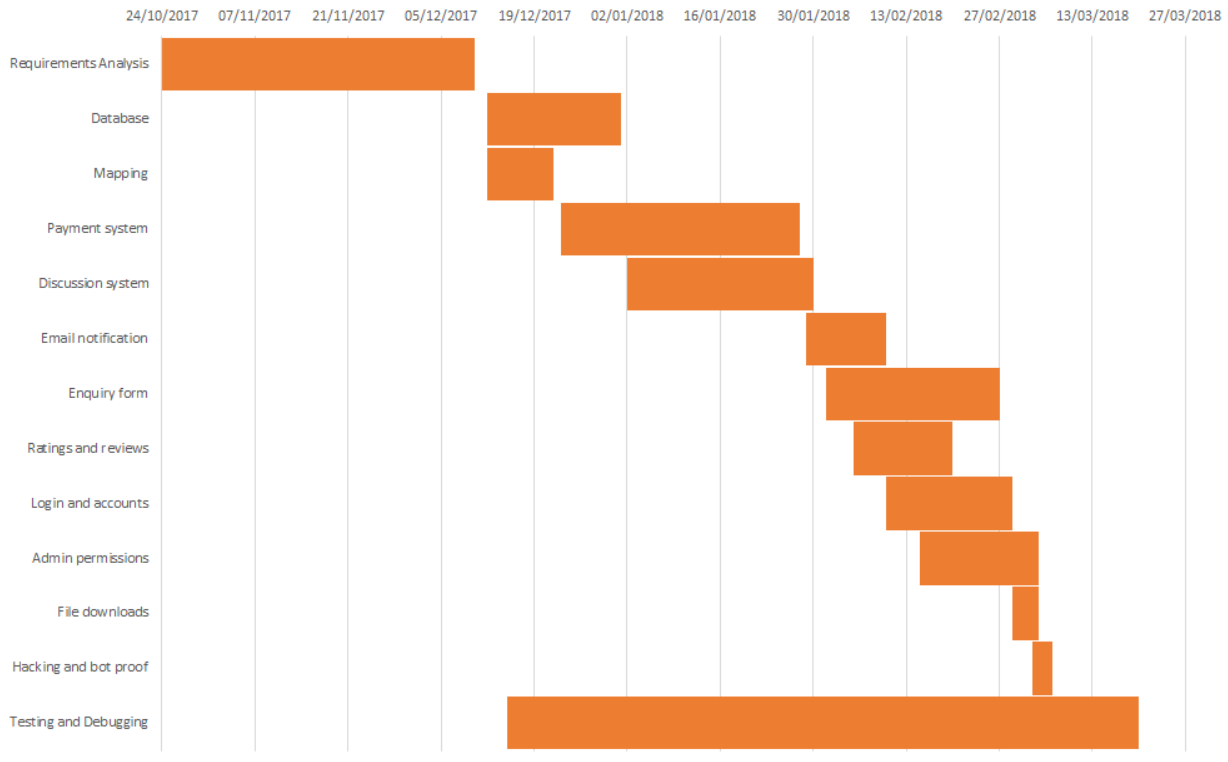 24/10/2017 07/11/2017 21/11/2017 05/12/2017 19/12/2017 02/01/2018 16/01/2018 30/01/2018 13/02/2018 27/02/2018 13/03/2018 27/03/2018
Requirements Analysis
Database
Mapping
Payment system
Discussion system
Email notification
Enquiry form
Ratings and reviews
Login and accounts
Admin permissions
File downloads
Hacking and bot proof
Testing and Debugging